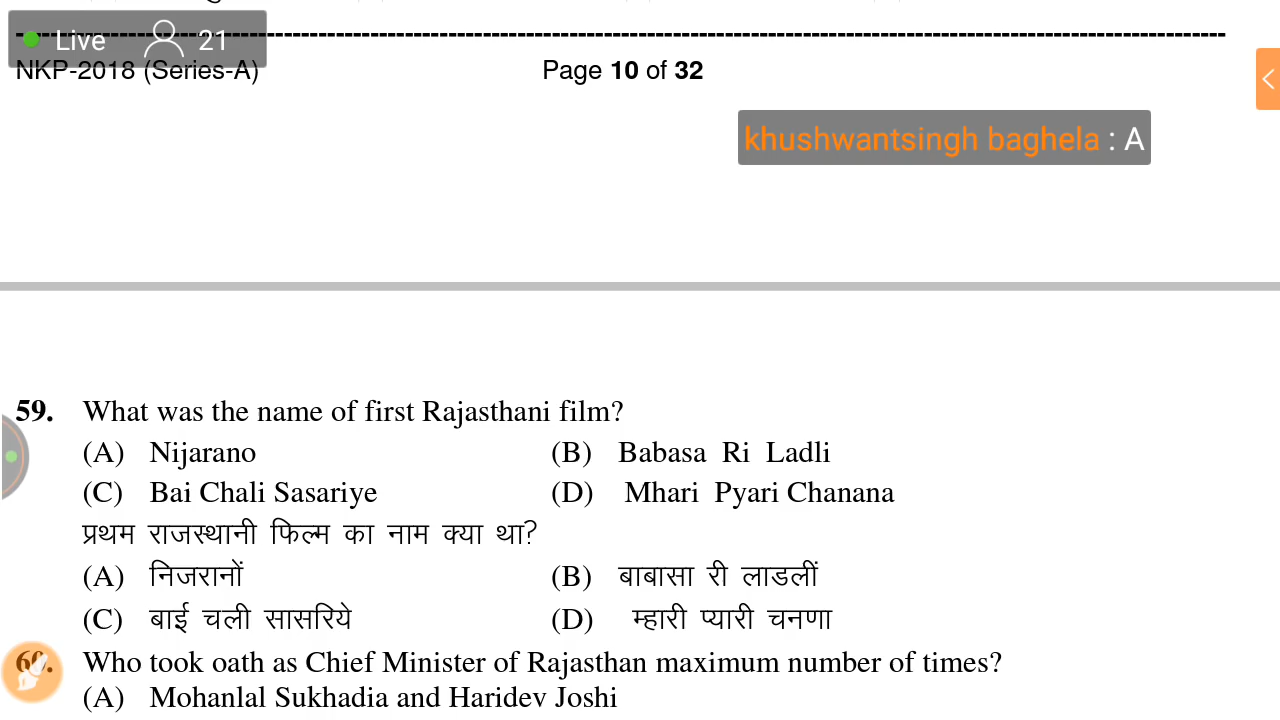 Live 21
NKP-2018 (Series-A) Page 10 of 32
khushwantsingh baghela : A
59. What was the name of first Rajasthani film?
(A) Nijarano (B) Babasa Ri Ladli
(C) Bai Chali Sasariye (D) Mhari Pyari Chanana
प्रथम राजस्थानी फिल्म का नाम क्या था?
(A) निजरानों (B) बाबासा री लाडलीं
(C) बाई चली सासरिये (D) म्हारी प्यारी चनणा
60. Who took oath as Chief Minister of Rajasthan maximum number of times?
(A) Mohanlal Sukhadia and Haridev Joshi